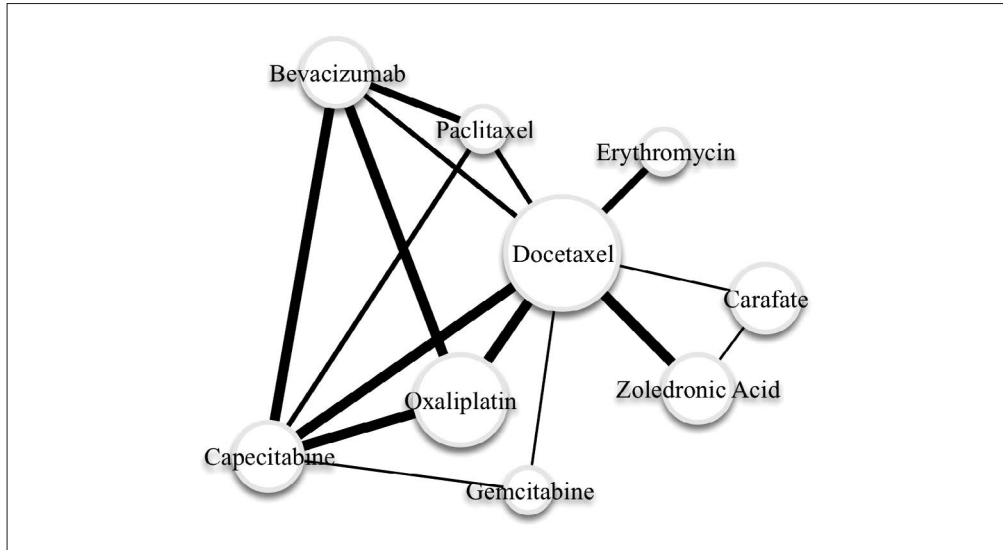 Bevacizumab
Paclitaxel
Erythromycin
Docetaxel
Carafate
Zoledronic Acid
Oxaliplatin
Capecitabine
Gemcitabine